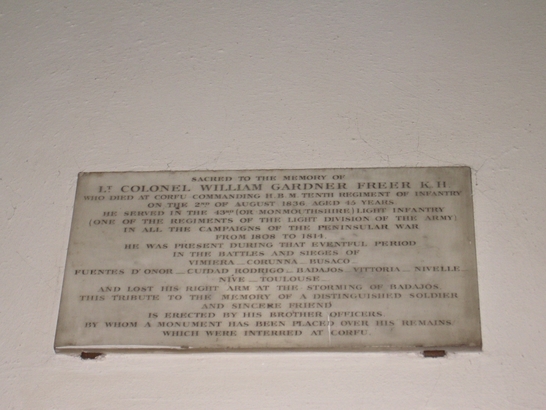 SACRED TO THE MEMORY OF
LT COLONEL WILLIAM GARDNER FREER K.H.
WHO DIED AT CORFU COMMANDING H.B.M. TENTH REGIMENT OF INFANTRY
ON THE 2ND OF AUGUST 1836 AGED 45 YEARS.
HE SERVED IN THE 43RD (OR MONMOUTHSHIRE) LIGHT INFANTRY
(ONE OF THE REGIMENTS OF THE LIGHT DIVISION OF THE ARMY)
IN ALL THE CAMPAIGNS OF THE PENINSULAR WAR
FROM 1808 TO 1814.
HE WAS PRESENT DURING THAT EVENTFUL PERIOD
IN THE BATTLES AND SIEGES OF
VIMIERA _ CORUNNA _ BUSACO _
FUENTES D'ONOR _ CUIDAD RODRIGO _ BADAJOS _ VITTORIA _ NIVELLE
NIVE _ TOULOUSE _
AND LOST HIS RIGHT ARM AT THE STORMING OF BADAJOS.
THIS TRIBUTE TO THE MEMORY OF A DISTINGUISHED SOLDIER
AND SINCERE FRIEND
IS ERECTED BY HIS BROTHER OFFICERS.
BY WHOM A MONUMENT HAS BEEN PLACED OVER HIS REMAINS
WHICH WERE INTERRED AT CORFU.